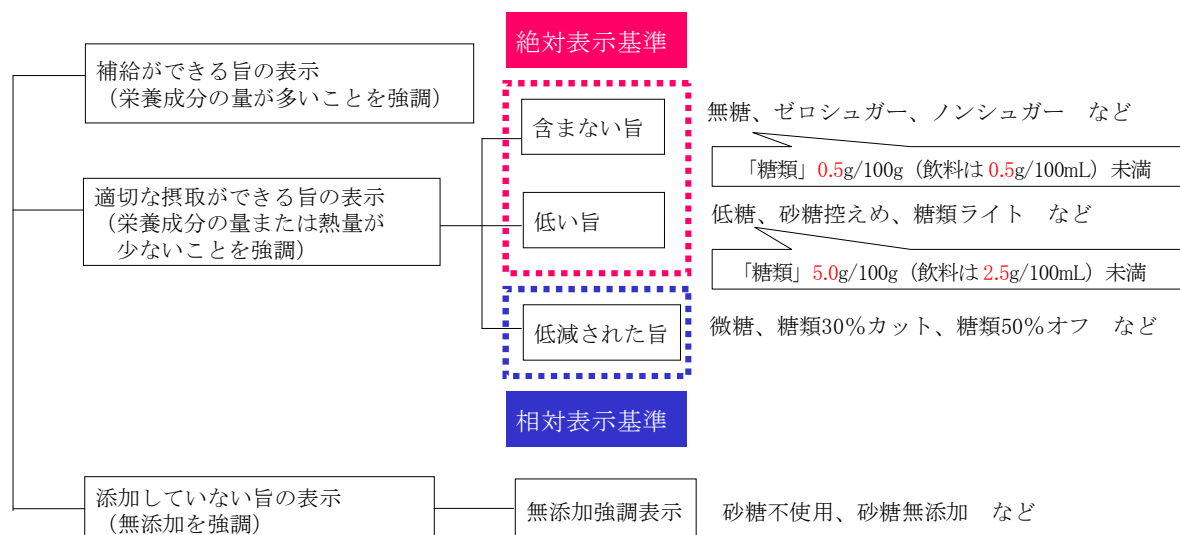 絶対表示基準
補給ができる旨の表示
（栄養成分の量が多いことを強調）
含まない旨
無糖、ゼロシュガー、ノンシュガー　など
「糖類」0.5g/100g（飲料は0.5g/100mL）未満
適切な摂取ができる旨の表示
（栄養成分の量または熱量が
少ないことを強調）
低い旨
低糖、砂糖控えめ、糖類ライト　など
「糖類」5.0g/100g（飲料は2.5g/100mL）未満
低減された旨
微糖、糖類30％カット、糖類50％オフ　など
相対表示基準
添加していない旨の表示
（無添加を強調）
無添加強調表示
砂糖不使用、砂糖無添加　など